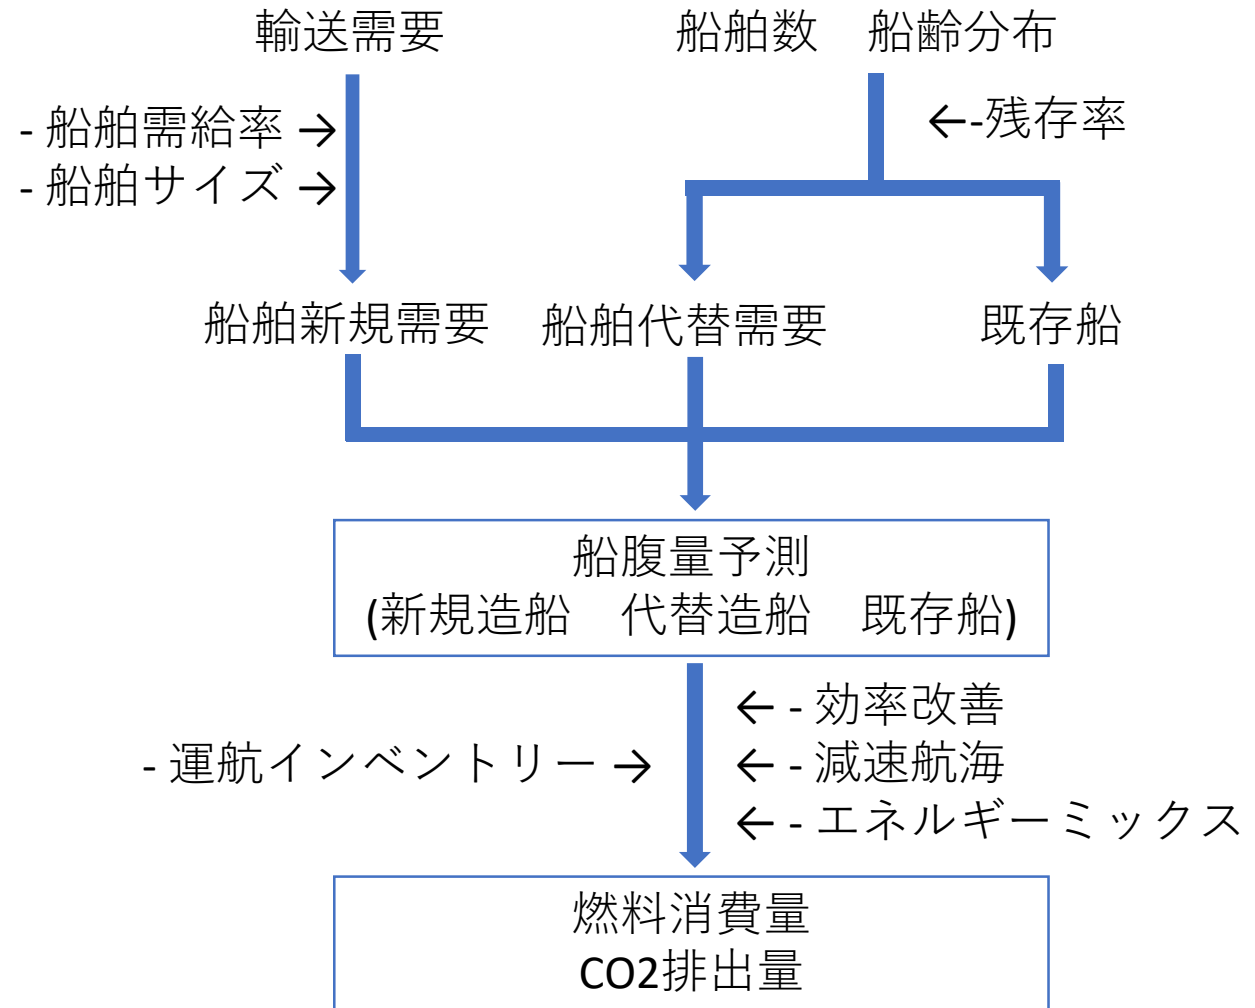 輸送需要
船舶数　船齢分布
- 船舶需給率 →
- 船舶サイズ →
←-残存率
船舶新規需要
船舶代替需要
既存船
船腹量予測
(新規造船　代替造船　既存船)
- 運航インベントリー →
← - 効率改善
← - 減速航海
← - エネルギーミックス
燃料消費量
CO2排出量